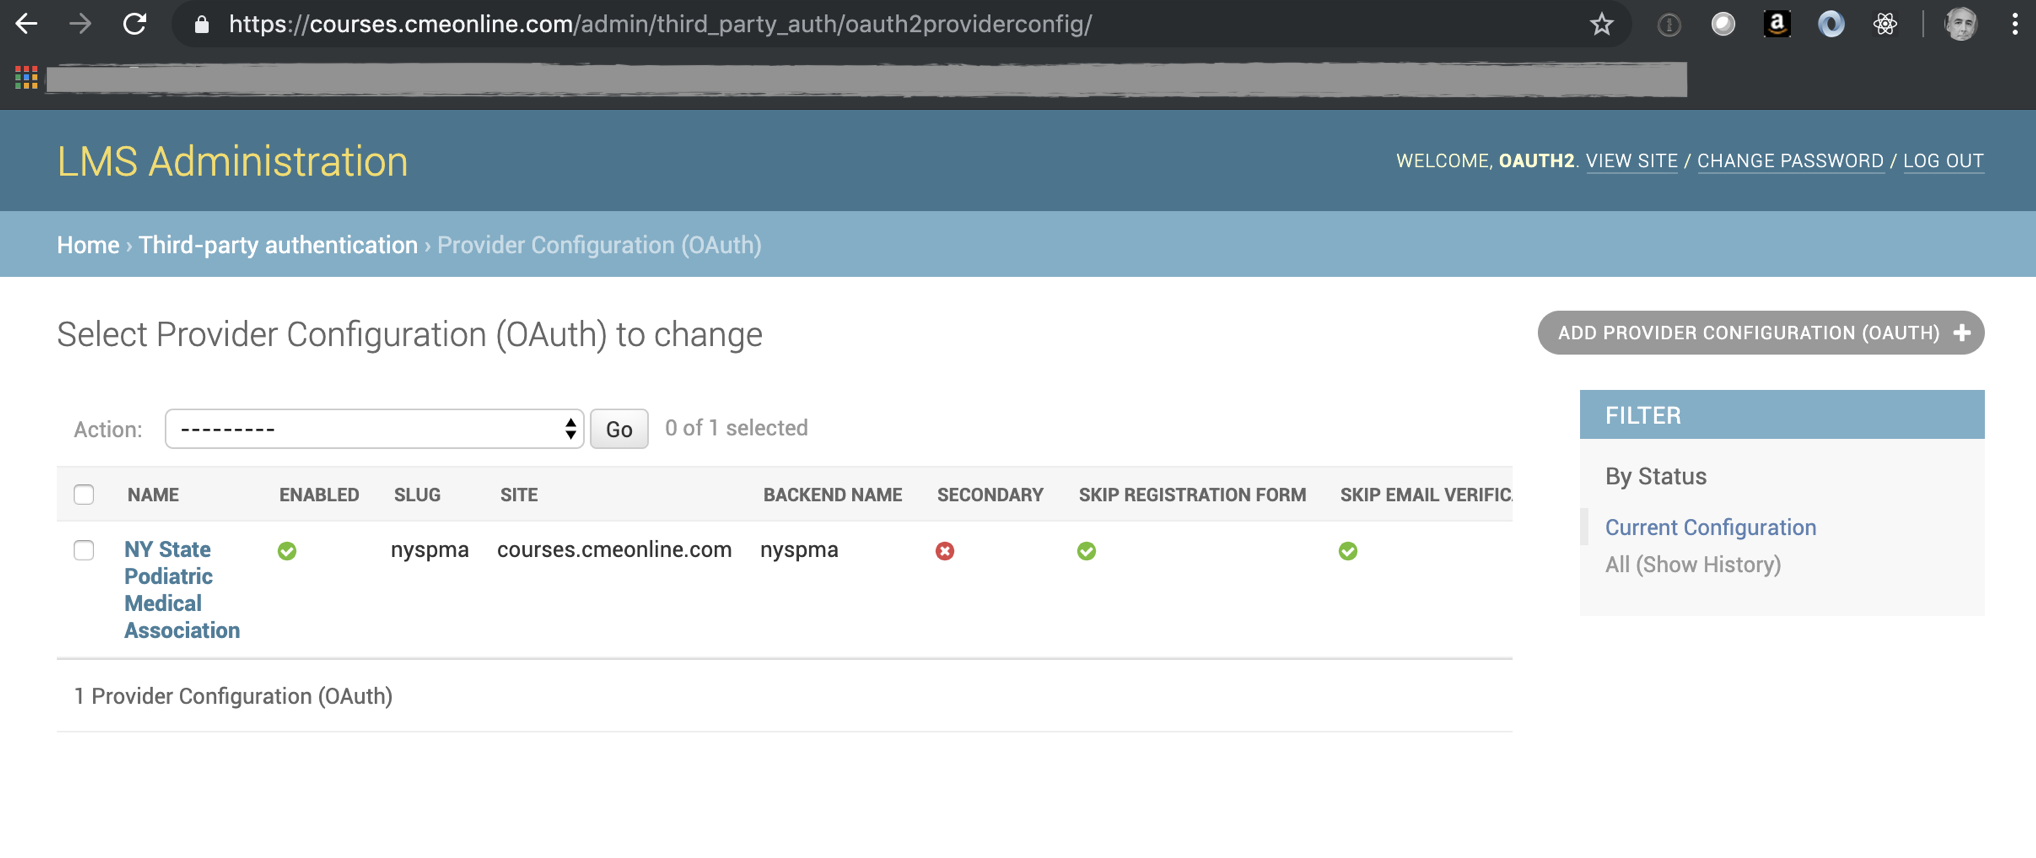 https://courses.cmeonline.com/admin/third_party_auth/oauth2providerconfig/
LMS Administration
WELCOME, OAUTH2. VIEW SITE / CHANGE PASSWORD / LOG OUT
Home › Third-party authentication › Provider Configuration (OAuth)
Select Provider Configuration (OAuth) to change
ADD PROVIDER CONFIGURATION (OAUTH) +
Action: --------- Go 0 of 1 selected
NAME ENABLED SLUG SITE BACKEND NAME SECONDARY SKIP REGISTRATION FORM SKIP EMAIL VERIFIC
NY State nyspma courses.cmeonline.com nyspma
Podiatric
Medical
Association
1 Provider Configuration (OAuth)
FILTER
By Status
Current Configuration
All (Show History)